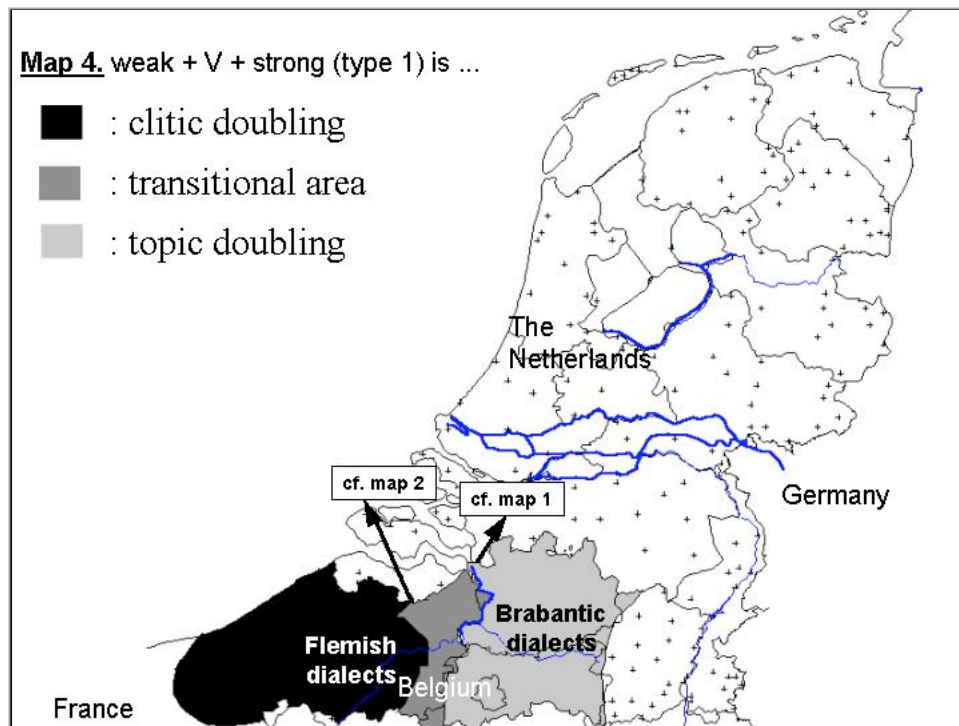 Map 4. weak + V + strong (type 1) is ...
: clitic doubling
: transitional area
: topic doubling
The
Netherlands
cf. map 2
cf. map 1
Germany
Brabantic
dialects
Flemish
dialects
Belgium
France